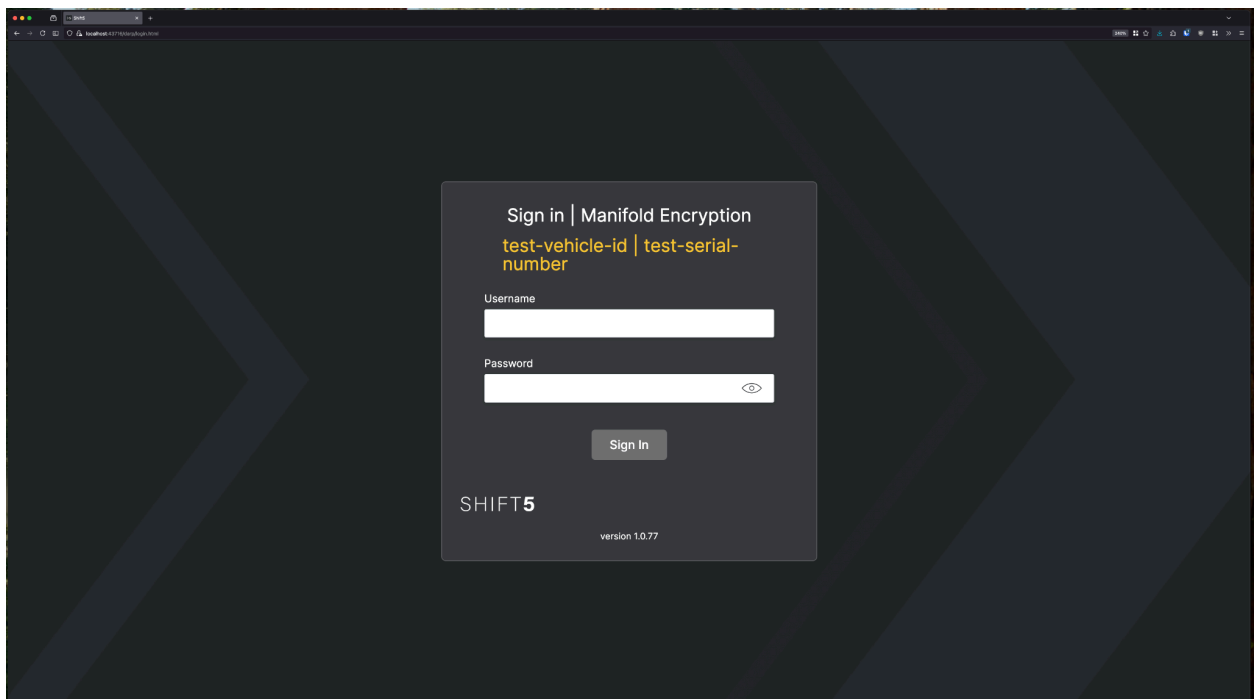 Shift5
Sign in | Manifold Encryption
test-vehicle-id | test-serial-
number
Username
Password
Sign In
SHIFT5
version 1.0.77